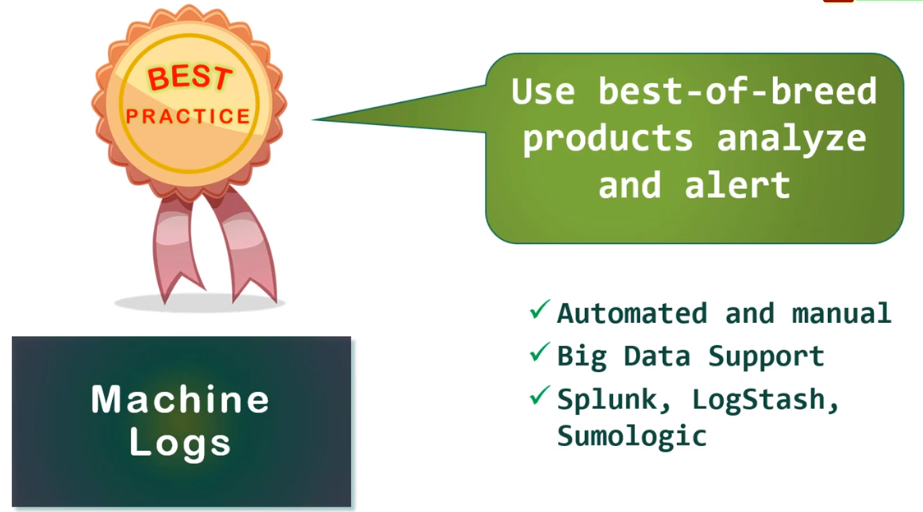 BEST
PRACTICE
Use best-of-breed
products analyze
and alert
✓ Automated and manual
✓ Big Data Support
✓ Splunk, LogStash,
Sumologic
Machine
Logs